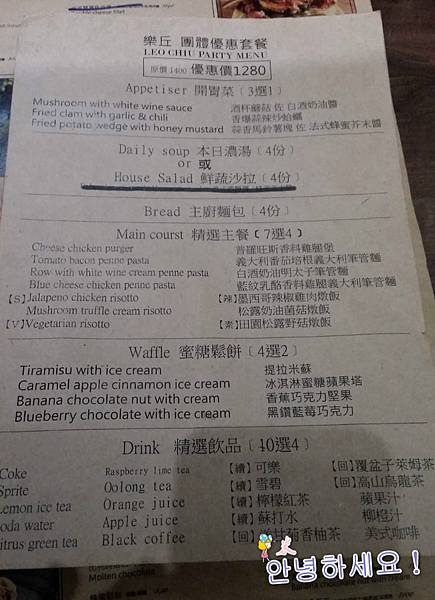 樂丘 團體優惠套餐
LEO CHIU PARTY MENU
原價 1400 優惠價1280
Appetiser 開胃菜〔3選1〕
Mushroom with white wine sauce 酒杯蘑菇 佐 白酒奶油醬
Fried clam with garlic & chili 香爆蒜辣炒蛤蠣
Fried potato wedge with honey mustard 蒜香馬鈴薯塊 佐 法式蜂蜜芥末醬
Daily soup 本日濃湯〔4份〕
or 或
House Salad 鮮蔬沙拉〔4份〕
Bread 主廚麵包〔4份〕
Main courst 精選主餐〔7選4〕
Cheese chicken purger 普羅旺斯香料雞腿堡
Tomato bacon penne pasta 義大利番茄培根義大利筆管麵
Row with white wine cream penne pasta 白酒奶油明太子筆管麵
Blue cheese chicken penne pasta 藍紋乳酪香料雞腿義大利筆管麵
[S]Jalapeno chicken risotto [辣]墨西哥辣椒雞肉燉飯
Mushroom truffle cream risotto 松露奶油菌菇燉飯
[V]Vegetarian risotto [素]田園松露野菇燉飯
Waffle 蜜糖鬆餅〔4選2〕
Tiramisu with ice cream 提拉米蘇
Caramel apple cinnamon ice cream 冰淇淋蜜糖蘋果塔
Banana chocolate nut with cream 香蕉巧克力堅果
Blueberry chocolate with ice cream 黑鑽藍莓巧克力
Drink 精選飲品〔10選4〕
Coke Raspberry lime tea [續]可樂 [回]覆盆子萊姆茶
Sprite Oolong tea [續]雪碧 [回]高山烏龍茶
Lemon ice tea Orange juice [續]檸檬紅茶 蘋果汁
oda water Apple juice [續]蘇打水 柳橙汁
itrus green tea Black coffee [回] 香柚茶 美式咖啡
안녕하세요!
Molten chocolate